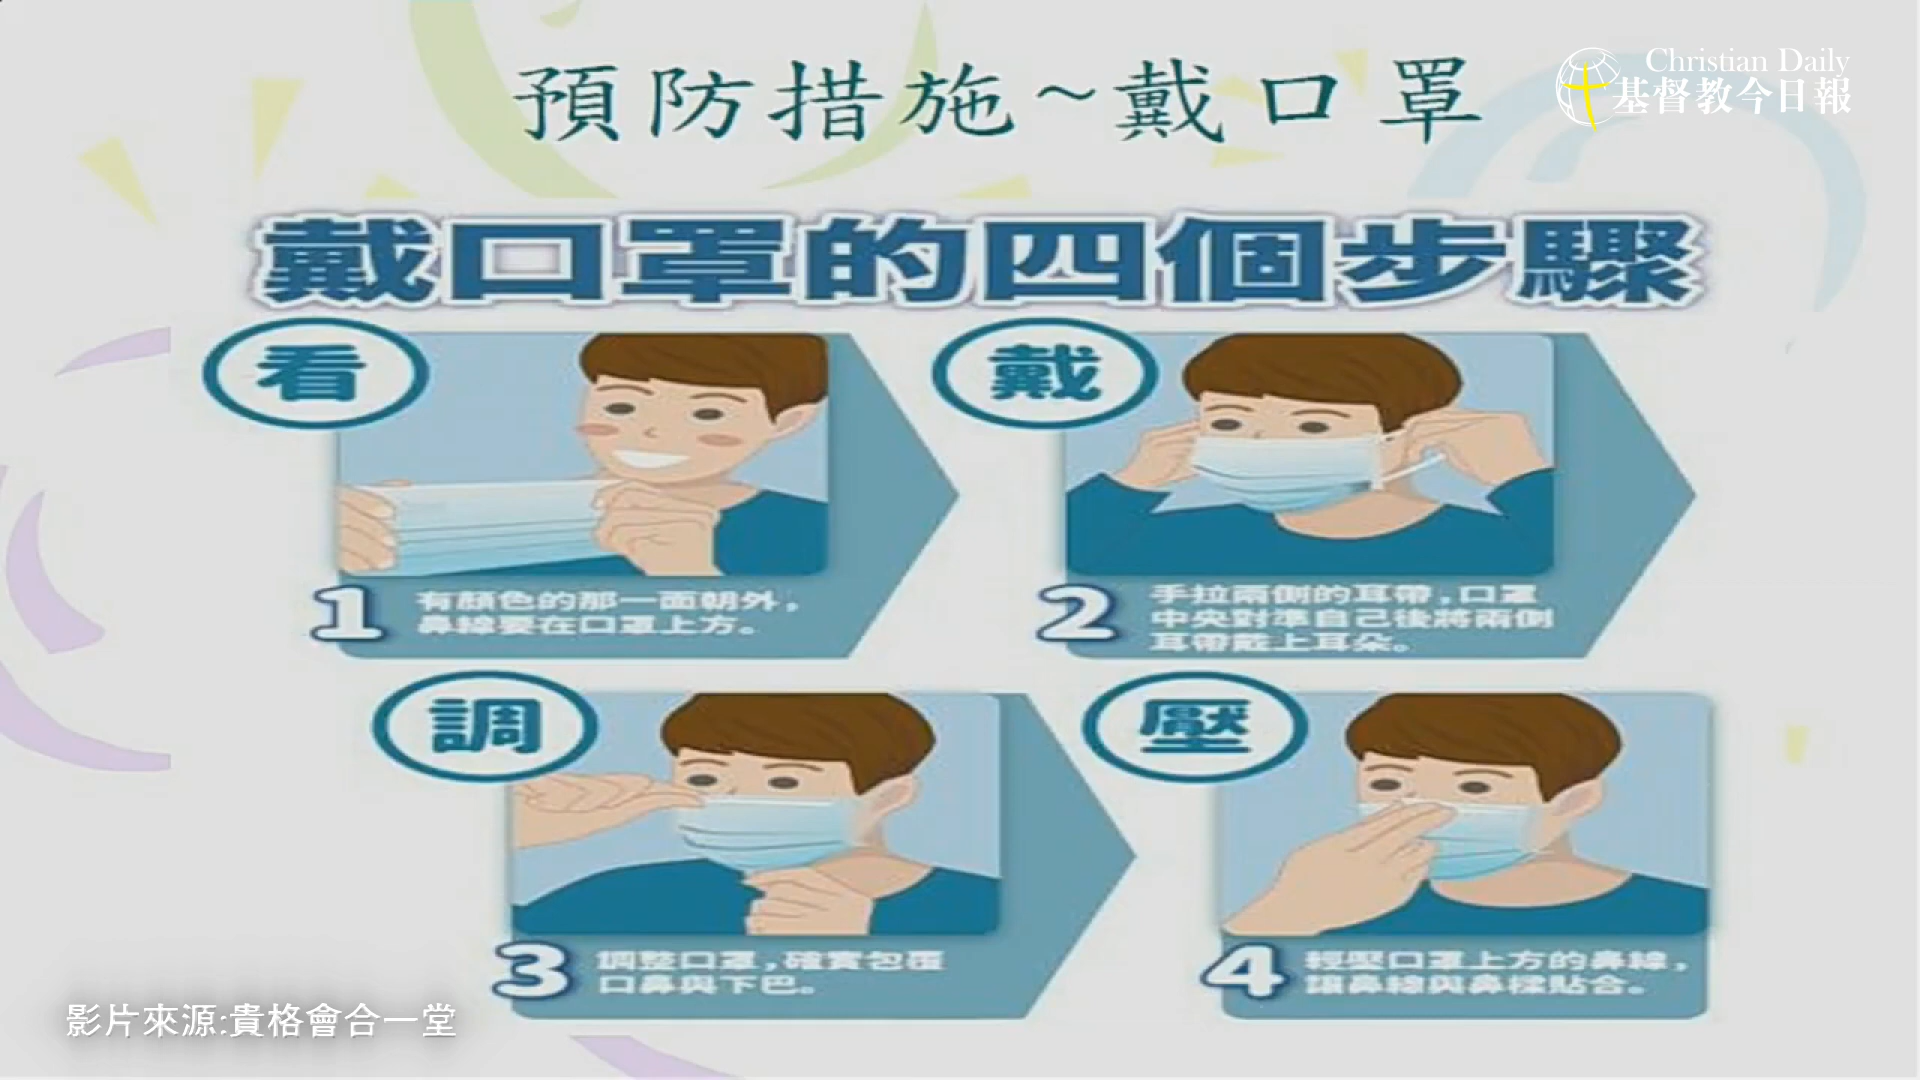 預防措施~戴口罩
Christian Daily
基督教今日報
戴口罩的四個步驟
看
1
有顏色的那一面朝外，
鼻線要在口罩上方。
戴
2
手拉兩側的耳帶，口罩
中央對準自己後將兩側
耳帶戴上耳朵。
調
3
調整口罩，確實包覆
口鼻與下巴。
壓
4
輕壓口罩上方的鼻線，
讓鼻線與鼻樑貼合。
影片來源:貴格會合一堂